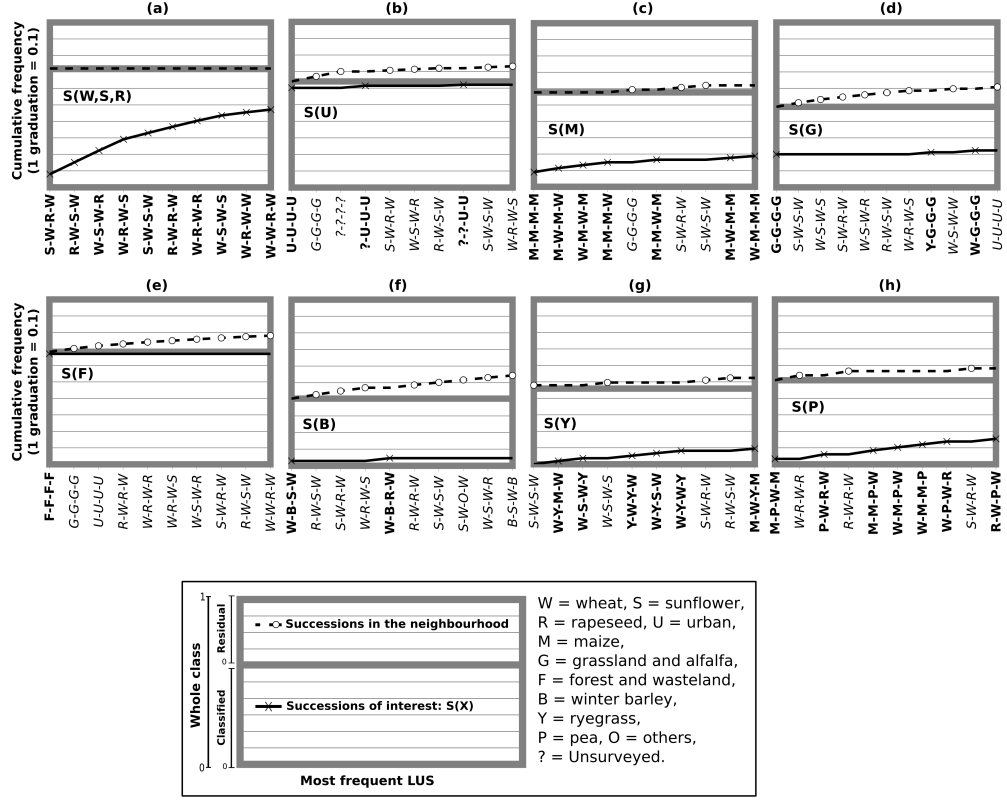 (a) (b) (c) (d)
Cumulative frequency
(1 graduation = 0.1)
S(W,S,R)
S(U)
S(M)
S(G)
S-W-R-W
R-W-S-W
W-S-W-R
W-R-W-S
S-W-S-W
R-W-R-W
W-R-W-R
W-S-W-S
W-W-S-W
W-W-R-W
U-U-U-U
G-G-G-G
?-?-?-?
?-U-U-U
S-W-R-W
W-S-W-R
R-W-S-W
?-?-U-U
S-W-S-W
W-R-W-S
M-M-M-M
M-M-M-W
W-M-M-W
M-M-W-M
G-G-G-G
M-M-W-M
S-W-R-W
S-W-S-W
M-W-M-M
W-M-M-M
G-G-G-G
S-W-S-W
W-S-W-S
S-W-R-W
W-S-W-R
R-W-S-W
W-R-W-S
Y-G-G-G
W-S-W-W
W-G-G-G
U-U-U-U
(e) (f) (g) (h)
Cumulative frequency
(1 graduation = 0.1)
S(F)
S(B)
S(Y)
S(P)
F-F-F-F
G-G-G-G
U-U-U-U
R-W-R-W
W-R-W-R
W-R-W-S
W-S-W-R
S-W-R-W
W-S-W-S
W-W-R-W
W-B-S-W
R-W-S-W
S-W-R-W
W-R-W-S
W-B-R-W
S-W-S-W
W-S-W-S
S-W-O-W
W-S-W-R
B-S-W-B
S-W-S-W
W-Y-M-W
W-S-W-Y
W-S-W-S
Y-W-Y-W
W-Y-S-W
W-Y-W-Y
S-W-R-W
R-W-S-W
M-W-Y-M
M-P-W-M
W-R-W-R
P-W-R-W
R-W-R-W
M-M-P-W
W-M-P-W
W-M-M-P
W-P-W-R
S-W-R-W
R-W-P-W
1
Whole class
0
Residual
0
Classified
0
Successions in the neighbourhood
Successions of interest: S(X)
Most frequent LUS
W = wheat, S = sunflower,
R = rapeseed, U = urban,
M = maize,
G = grassland and alfalfa,
F = forest and wasteland,
B = winter barley,
Y = ryegrass,
P = pea, O = others,
? = Unsurveyed.